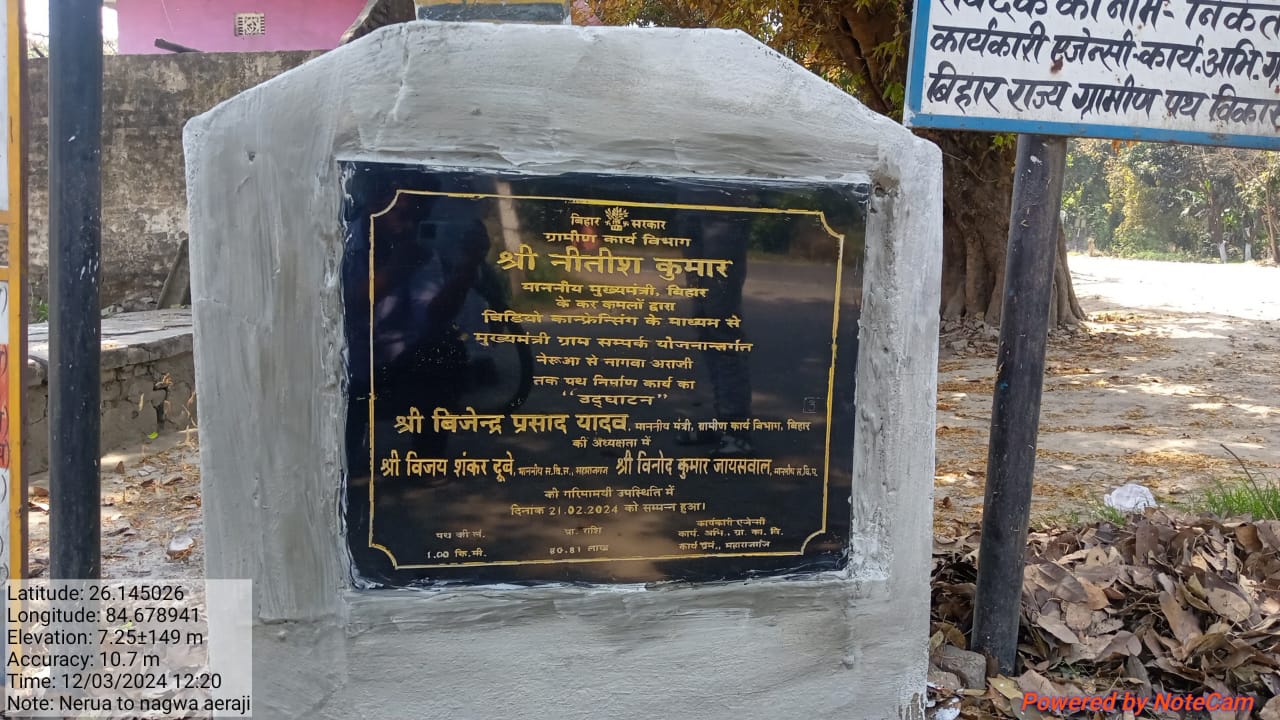 बिहार सरकार
ग्रामीण कार्य विभाग
श्री नीतीश कुमार
माननीय मुख्यमंत्री, बिहार
के कर कमलों द्वारा
विडियो कान्फ्रेन्सिंग के माध्यम से
मुख्यमंत्री ग्राम सम्पर्क योजनान्तर्गत
नेरूआ से नागवा अराजी
तक पथ निर्माण कार्य का
“उद्घाटन”
श्री बिजेन्द्र प्रसाद यादव, माननीय मंत्री, ग्रामीण कार्य विभाग, बिहार
की अध्यक्षता में
श्री विजय शंकर दूबे, माननीय स.वि.स., महाराजगंज श्री विनोद कुमार जायसवाल, माननीय स.वि.प.
की गरिमामयी उपस्थिति में
दिनांक 21.02.2024 को सम्पन्न हुआ।
पथ की लं. प्रा. राशि कार्यकारी एजेन्सी
कार्य. अभि. ग्रा. का. वि.
1.00 कि.मी. 80.81 लाख कार्य प्रमं., महाराजगंज
कार्यकारी एजेन्सी-कार्य.अभि.
बिहार राज्य ग्रामीण पथ विकास
Latitude: 26.145026
Longitude: 84.678941
Elevation: 7.25±149 m
Accuracy: 10.7 m
Time: 12/03/2024 12:20
Note: Nerua to nagwa aeraji
Powered by NoteCam